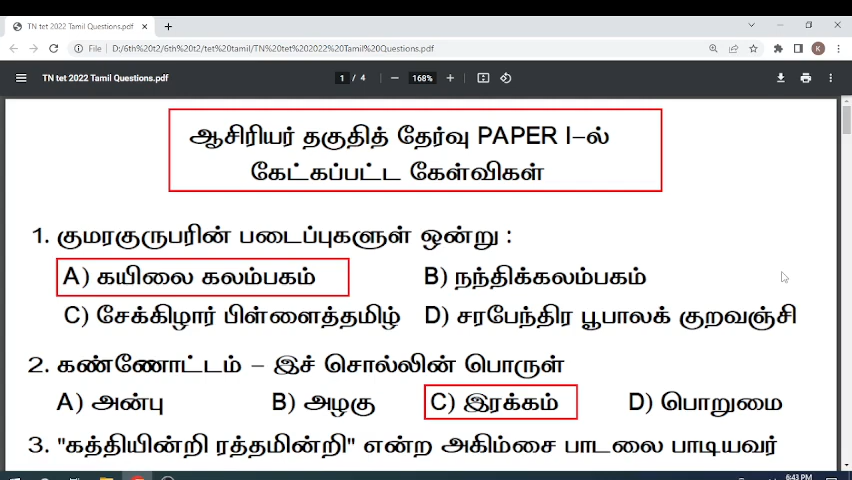 TN tet 2022 Tamil Questions.pdf
File D:/6th%20t2/6th%20t2/tet%20tamil/TN%20tet%202022%20Tamil%20Questions.pdf
K
TN tet 2022 Tamil Questions.pdf 1 / 4 168%
ஆசிரியர் தகுதித் தேர்வு PAPER I–ல்
கேட்கப்பட்ட கேள்விகள்
1. குமரகுருபரின் படைப்புகளுள் ஒன்று :
A) கயிலை கலம்பகம் B) நந்திக்கலம்பகம்
C) சேக்கிழார் பிள்ளைத்தமிழ் D) சரபேந்திர பூபாலக் குறவஞ்சி
2. கண்ணோட்டம் – இச் சொல்லின் பொருள்
A) அன்பு B) அழகு C) இரக்கம் D) பொறுமை
3. "கத்தியின்றி ரத்தமின்றி" என்ற அகிம்சை பாடலை பாடியவர்
6:43 PM